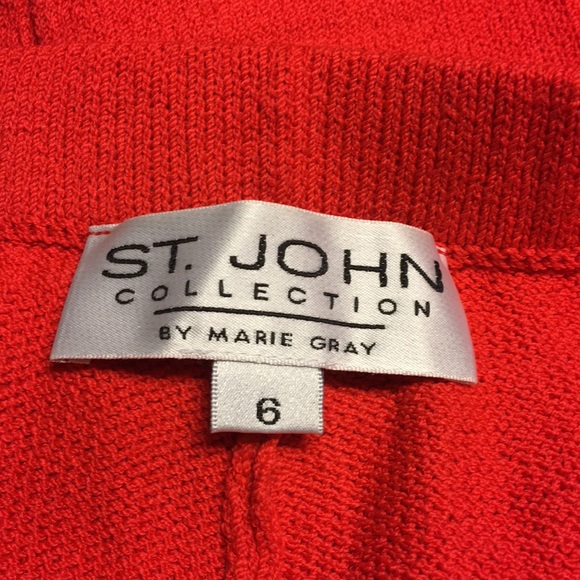 ST. JOHN
COLLECTION
BY MARIE GRAY
6